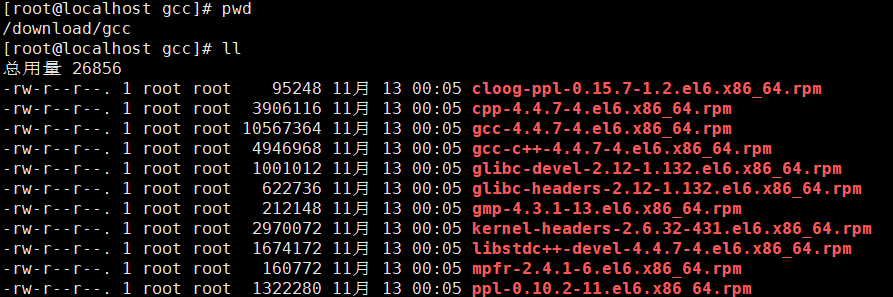 [root@localhost gcc]# pwd
/download/gcc
[root@localhost gcc]# ll
总用量 26856
-rw-r--r--. 1 root root    95248 11月 13 00:05 cloog-ppl-0.15.7-1.2.el6.x86_64.rpm
-rw-r--r--. 1 root root  3906116 11月 13 00:05 cpp-4.4.7-4.el6.x86_64.rpm
-rw-r--r--. 1 root root 10567364 11月 13 00:05 gcc-4.4.7-4.el6.x86_64.rpm
-rw-r--r--. 1 root root  4946968 11月 13 00:05 gcc-c++-4.4.7-4.el6.x86_64.rpm
-rw-r--r--. 1 root root  1001012 11月 13 00:05 glibc-devel-2.12-1.132.el6.x86_64.rpm
-rw-r--r--. 1 root root   622736 11月 13 00:05 glibc-headers-2.12-1.132.el6.x86_64.rpm
-rw-r--r--. 1 root root   212148 11月 13 00:05 gmp-4.3.1-13.el6.x86_64.rpm
-rw-r--r--. 1 root root  2970072 11月 13 00:05 kernel-headers-2.6.32-431.el6.x86_64.rpm
-rw-r--r--. 1 root root  1674172 11月 13 00:05 libstdc++-devel-4.4.7-4.el6.x86_64.rpm
-rw-r--r--. 1 root root   160772 11月 13 00:05 mpfr-2.4.1-6.el6.x86_64.rpm
-rw-r--r--. 1 root root  1322280 11月 13 00:05 ppl-0.10.2-11.el6.x86_64.rpm